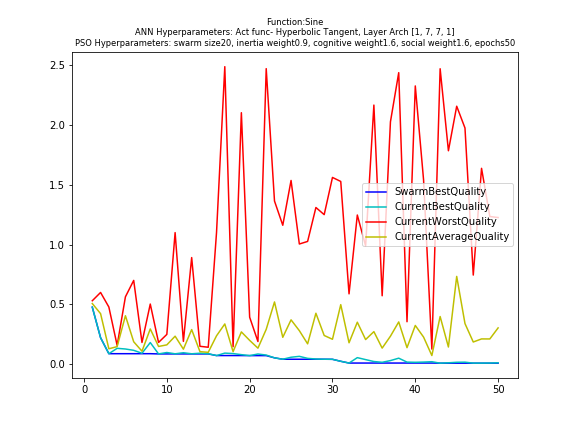 Function:Sine
ANN Hyperparameters: Act func- Hyperbolic Tangent, Layer Arch [1, 7, 7, 1]
PSO Hyperparameters: swarm size20, inertia weight0.9, cognitive weight1.6, social weight1.6, epochs50
2.5
2.0
1.5
1.0
0.5
0.0
SwarmBestQuality
CurrentBestQuality
CurrentWorstQuality
CurrentAverageQuality
0 10 20 30 40 50